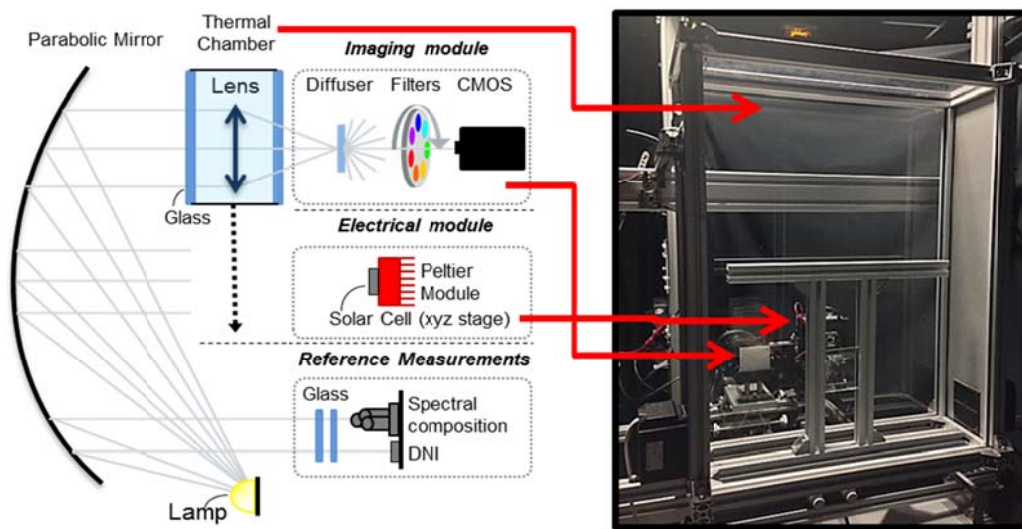 Parabolic Mirror
Thermal
Chamber
Lens
Glass
Imaging module
Diffuser
Filters
CMOS
Electrical module
Peltier
Module
Solar Cell (xyz stage)
Reference Measurements
Glass
Spectral
composition
DNI
Lamp